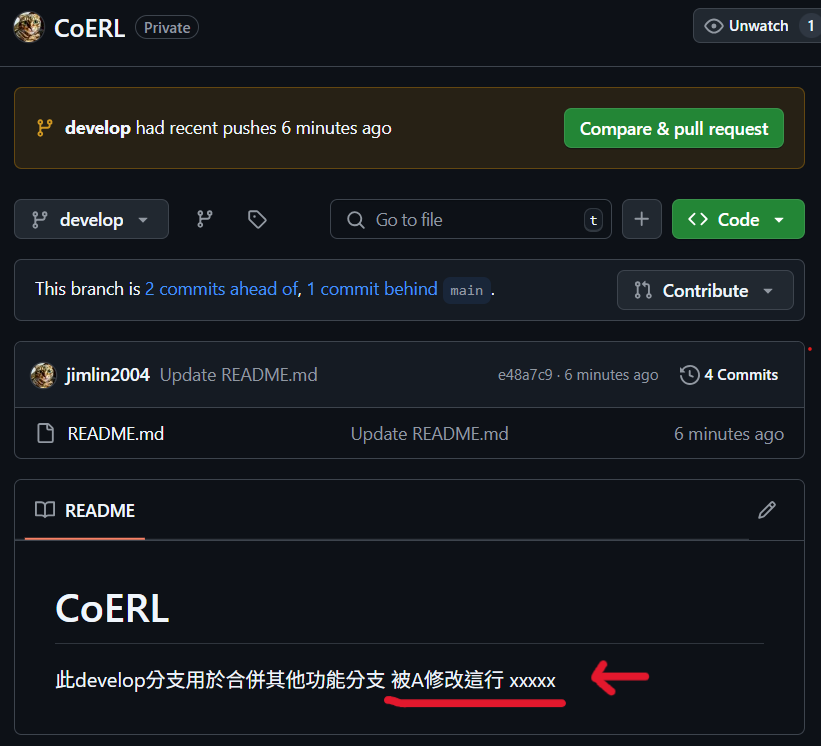 CoERL Private Unwatch 1
develop had recent pushes 6 minutes ago Compare & pull request
develop Go to file t Code
This branch is 2 commits ahead of, 1 commit behind main . Contribute
jimlin2004 Update README.md e48a7c9 · 6 minutes ago 4 Commits
README.md Update README.md 6 minutes ago
README
CoERL
此develop分支用於合併其他功能分支 被A修改這行 xxxxx